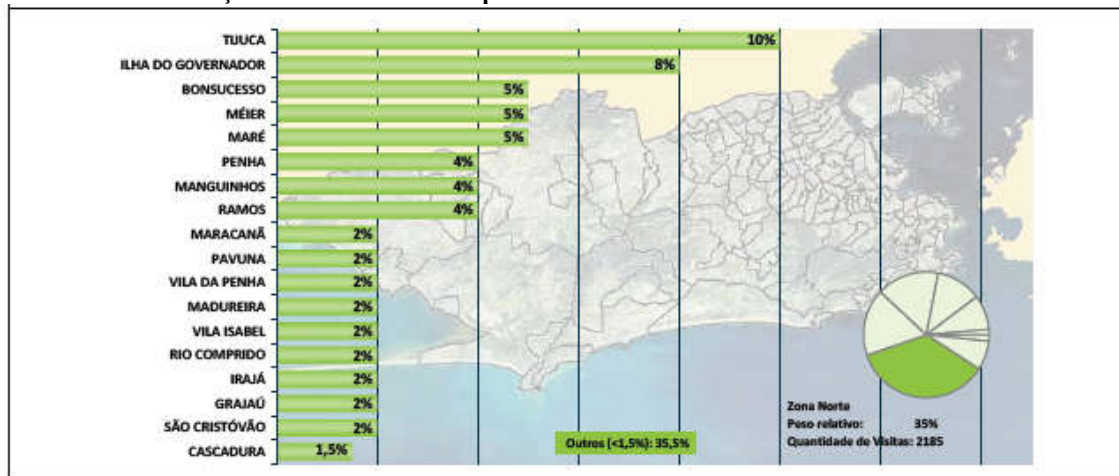 TIJUCA 10%
ILHA DO GOVERNADOR 8%
BONSUCESSO 5%
MÉIER 5%
MARÉ 5%
PENHA 4%
MANGUINHOS 4%
RAMOS 4%
MARACANÃ 2%
PAVUNA 2%
VILA DA PENHA 2%
MADUREIRA 2%
VILA ISABEL 2%
RIO COMPRIDO 2%
IRAJÁ 2%
GRAJAÚ 2%
SÃO CRISTÓVÃO 2%
CASCADURA 1,5%
Outros (<1,5%): 35,5%
Zona Norte
Peso relativo: 35%
Quantidade de Visitas: 2185